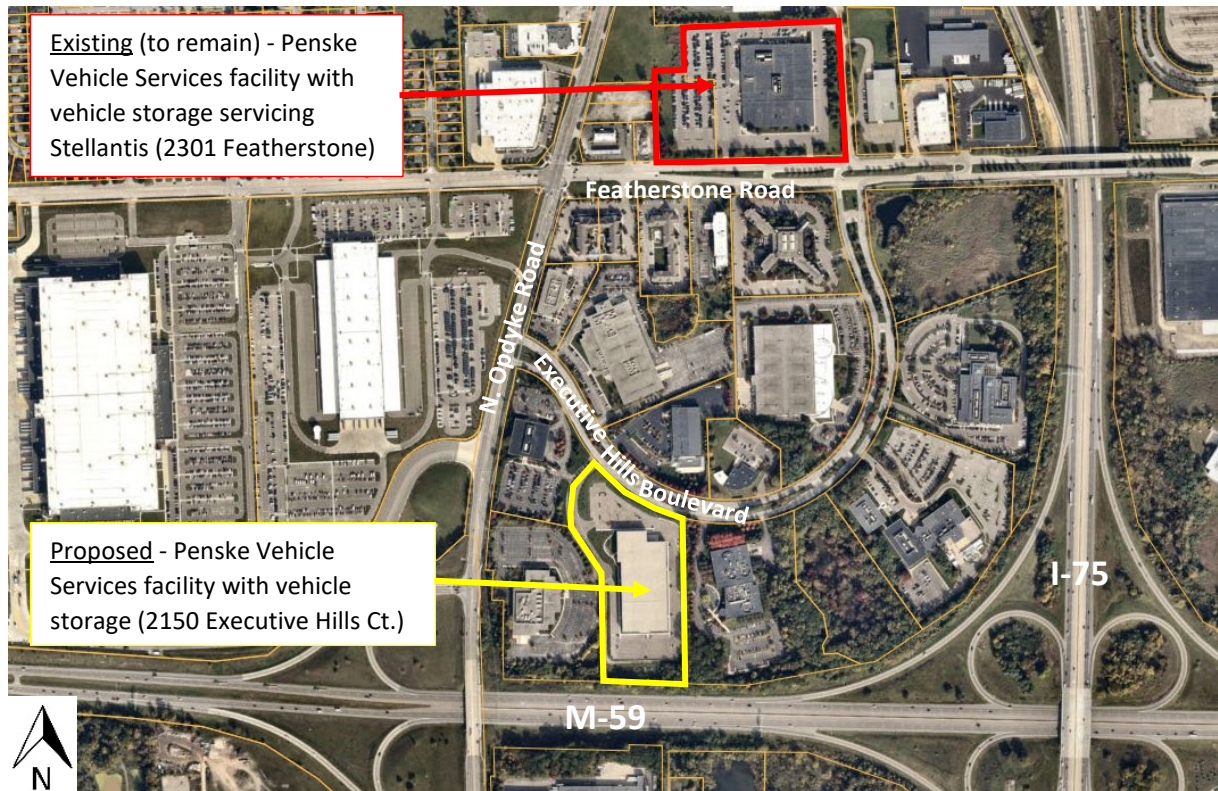 Existing (to remain) - Penske
Vehicle Services facility with
vehicle storage servicing
Stellantis (2301 Featherstone)
Featherstone Road
N. Opdyke Road
Executive Hills Boulevard
Proposed - Penske Vehicle
Services facility with vehicle
storage (2150 Executive Hills Ct.)
I-75
M-59
N